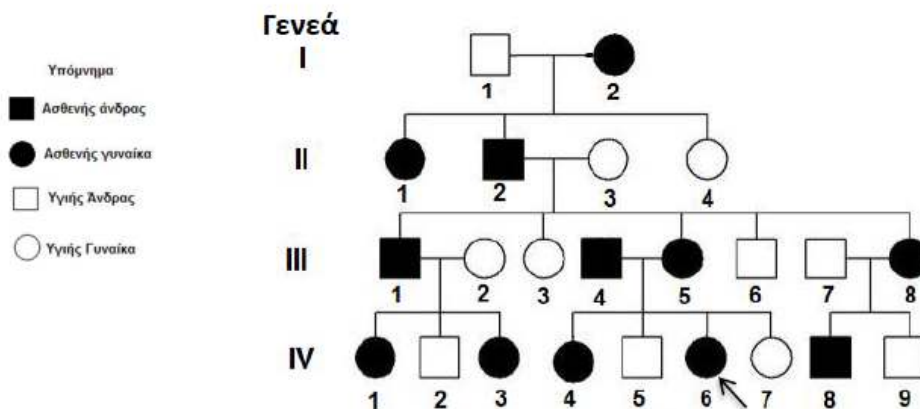 Γενεά
I
1 2
Υπόμνημα
Ασθενής άνδρας
Ασθενής γυναίκα
Υγιής Άνδρας
Υγιής Γυναίκα
II
1 2 3 4
III
1 2 3 4 5 6 7 8
IV
1 2 3 4 5 6 7 8 9